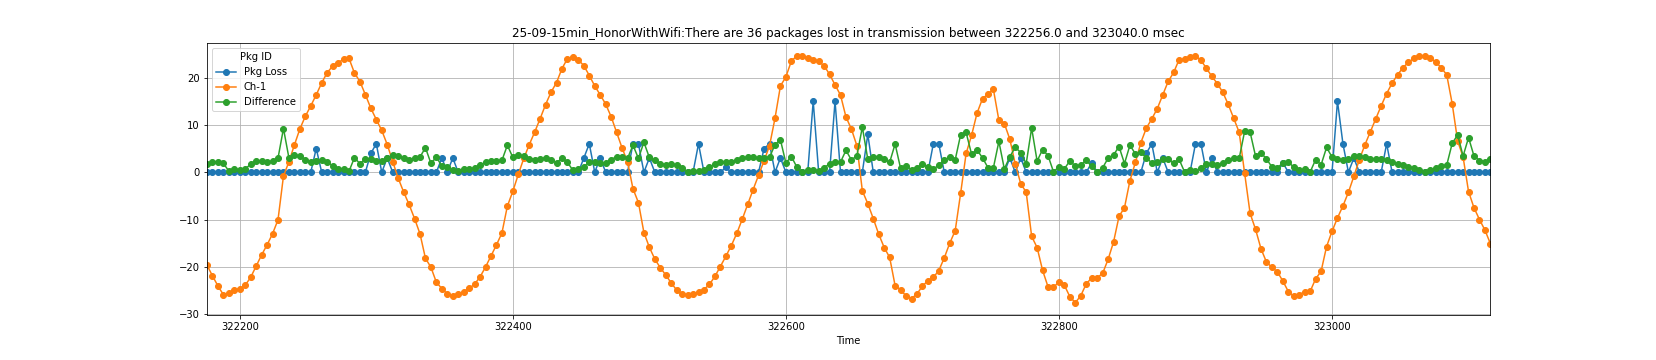 25-09-15min_HonorWithWifi:There are 36 packages lost in transmission between 322256.0 and 323040.0 msec
Pkg ID
Pkg Loss
Ch-1
Difference
20
10
0
−10
−20
−30
322200 322400 322600 322800 323000
Time